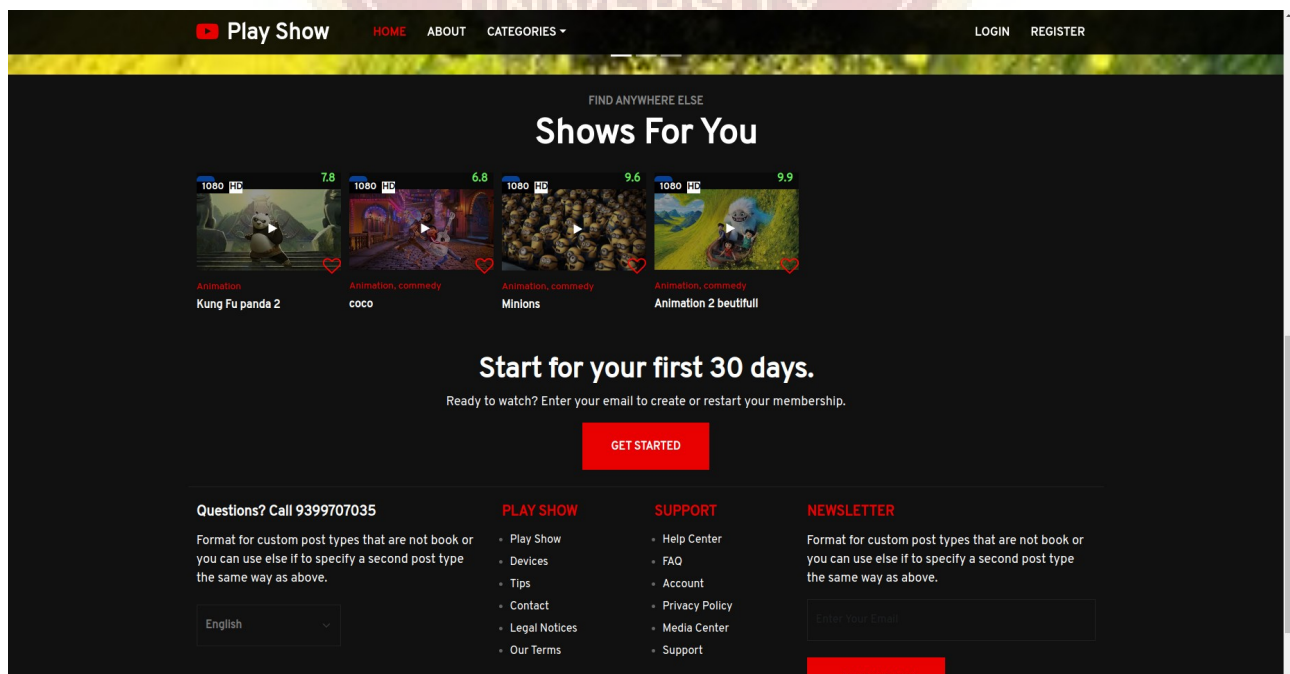 Play Show HOME ABOUT CATEGORIES LOGIN REGISTER
FIND ANYWHERE ELSE
Shows For You
1080 HD 7.8
1080 HD 6.8
1080 HD 9.6
1080 HD 9.9
Animation
Kung Fu panda 2
Animation, commedy
coco
Animation, commedy
Minions
Animation, commedy
Animation 2 beutifull
Start for your first 30 days.
Ready to watch? Enter your email to create or restart your membership.
GET STARTED
Questions? Call 9399707035
Format for custom post types that are not book or
you can use else if to specify a second post type
the same way as above.
English
PLAY SHOW
Play Show
Devices
Tips
Contact
Legal Notices
Our Terms
SUPPORT
Help Center
FAQ
Account
Privacy Policy
Media Center
Support
NEWSLETTER
Format for custom post types that are not book or
you can use else if to specify a second post type
the same way as above.
Enter Your Email